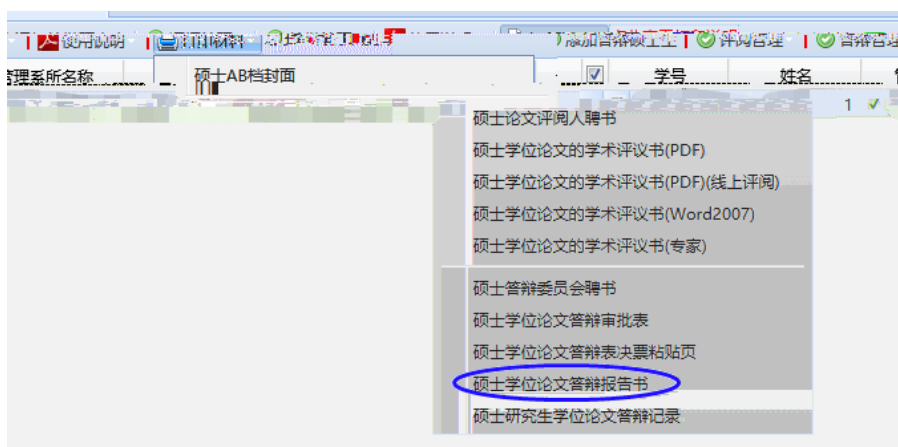 使用说明 打印材料 添加答辩硕士生 评阅管理 答辩管理
管理系所名称 学号 姓名
硕士AB档封面
1
硕士论文评阅人聘书
硕士学位论文的学术评议书(PDF)
硕士学位论文的学术评议书(PDF)(线上评阅)
硕士学位论文的学术评议书(Word2007)
硕士学位论文的学术评议书(专家)
硕士答辩委员会聘书
硕士学位论文答辩审批表
硕士学位论文答辩表决票粘贴页
硕士学位论文答辩报告书
硕士研究生学位论文答辩记录